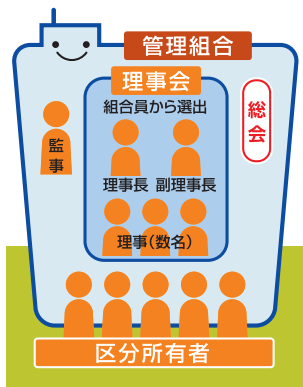 管理組合
理事会
組合員から選出
総会
監事
理事長 副理事長
理事（数名）
区分所有者